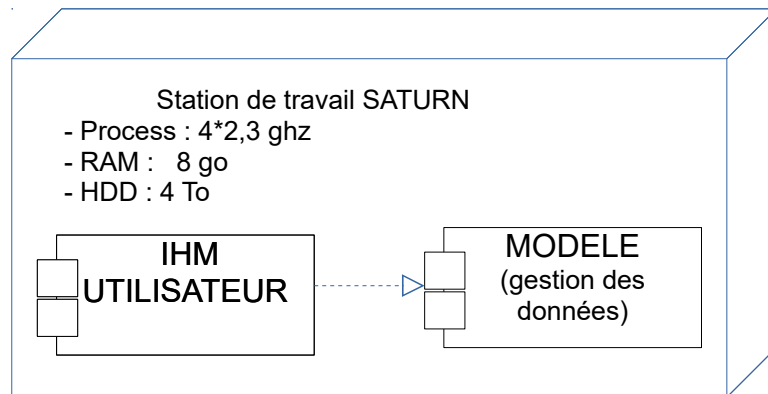 Station de travail SATURN
- Process : 4*2,3 ghz
- RAM :   8 go
- HDD : 4 To
IHM
UTILISATEUR
MODELE
(gestion des
données)